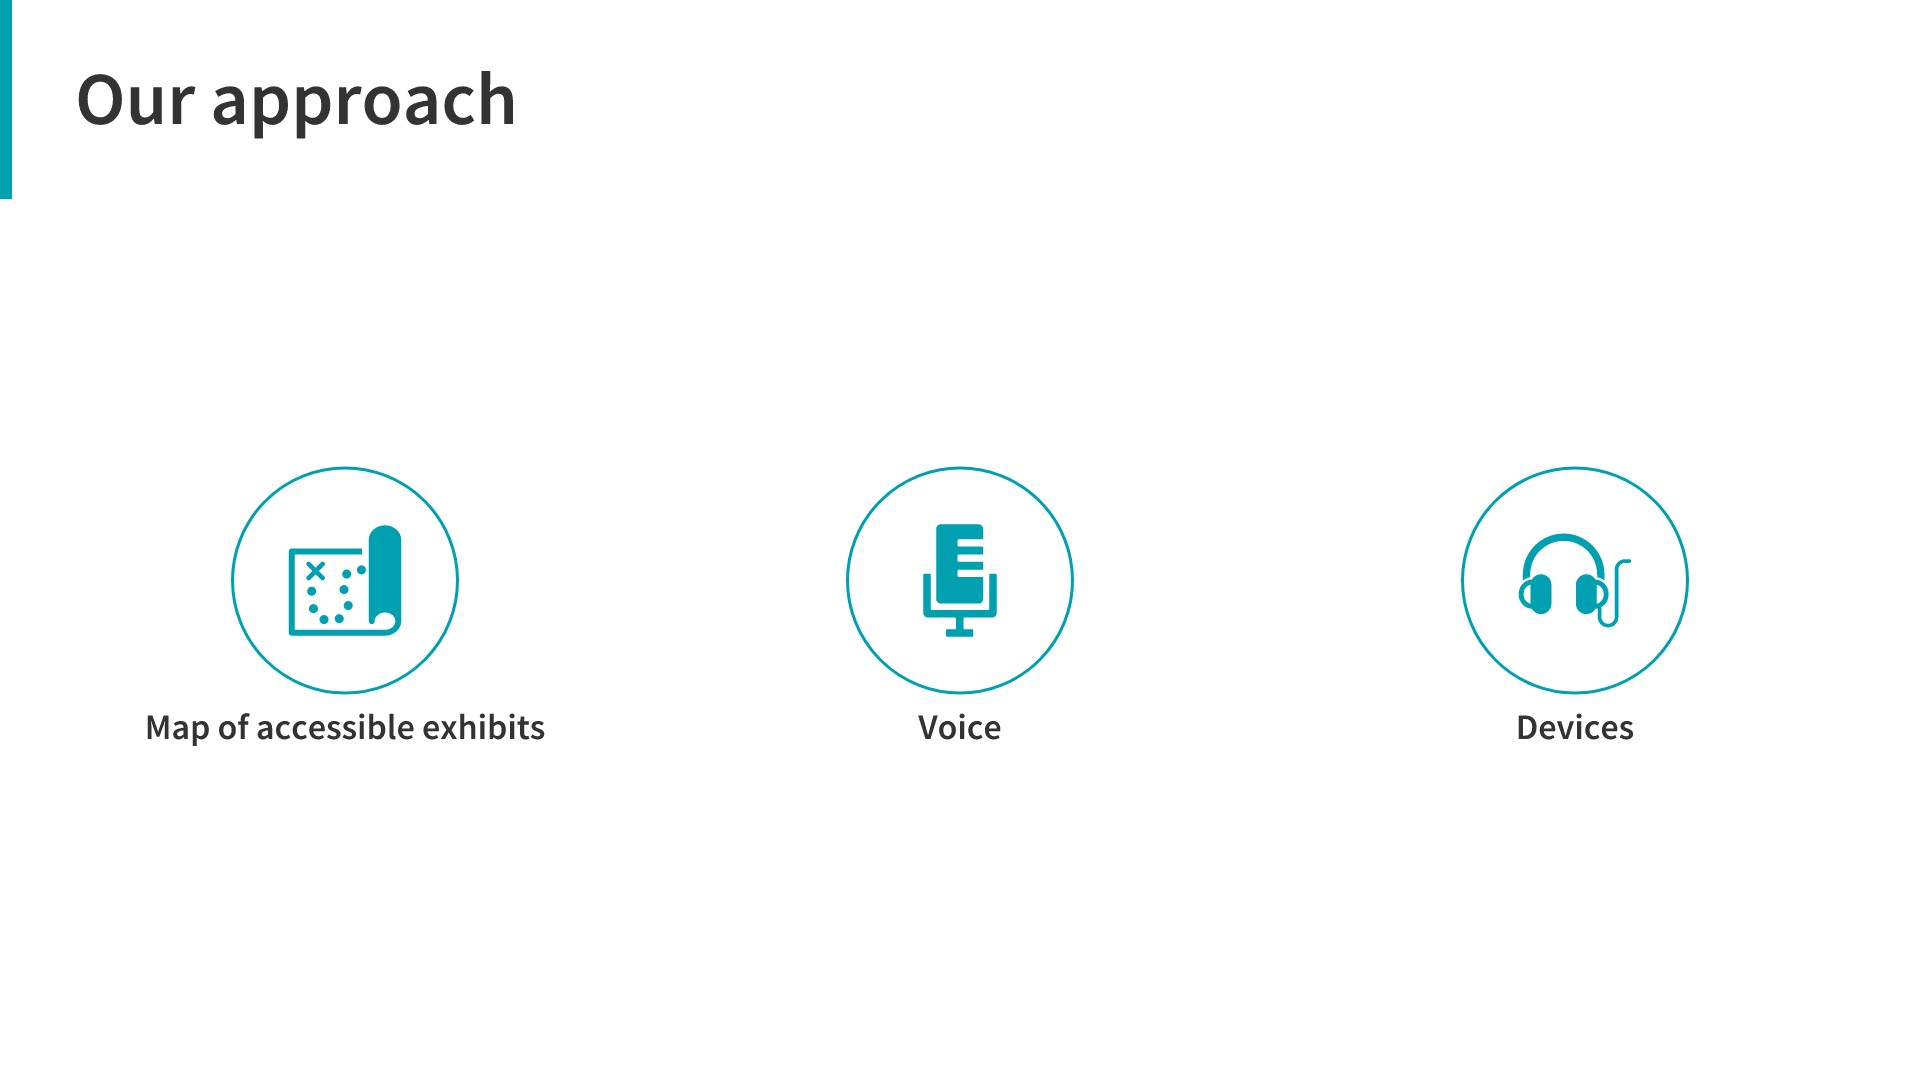 Our approach
Map of accessible exhibits
Voice
Devices